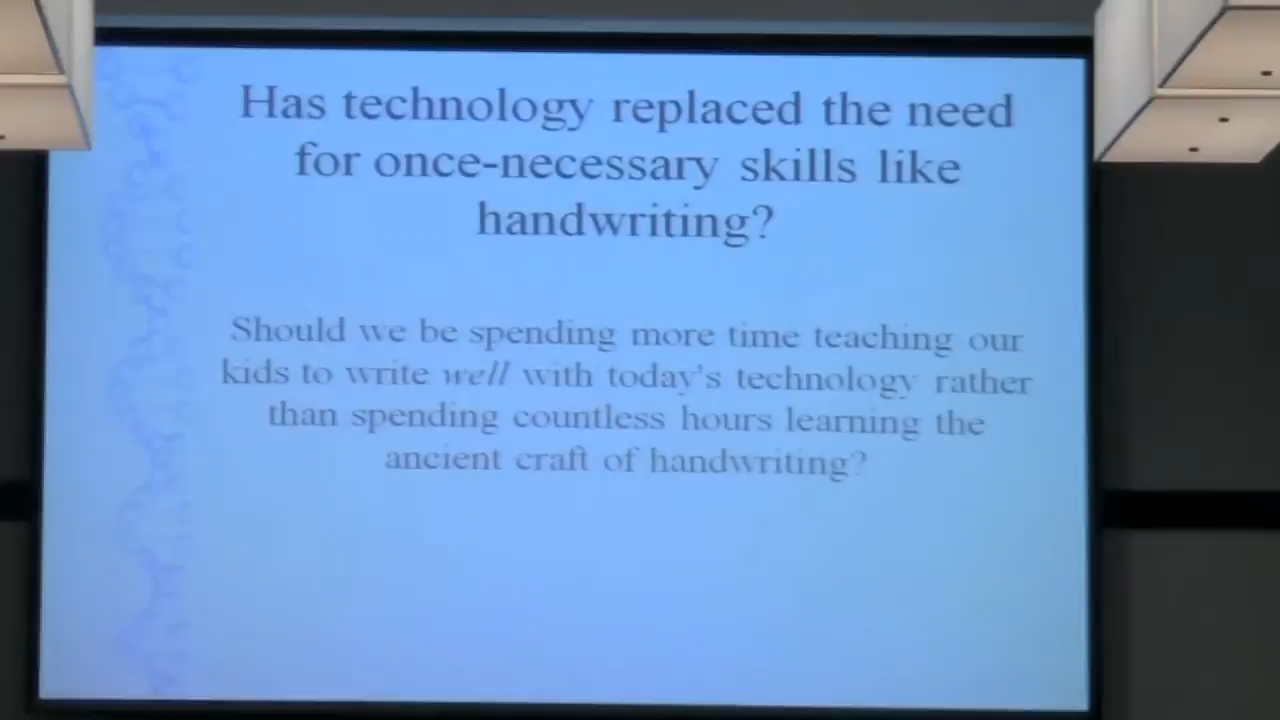 Has technology replaced the need
for once-necessary skills like
handwriting?
Should we be spending more time teaching our
kids to write well with today's technology rather
than spending countless hours learning the
ancient craft of handwriting?